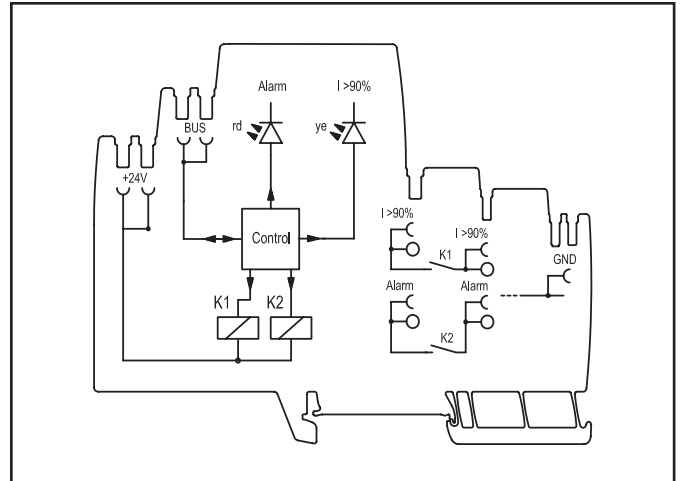 Alarm
I >90%
BUS
rd
ye
+24V
Control
I >90%
I >90%
K1
GND
Alarm
Alarm
K1
K2
K2